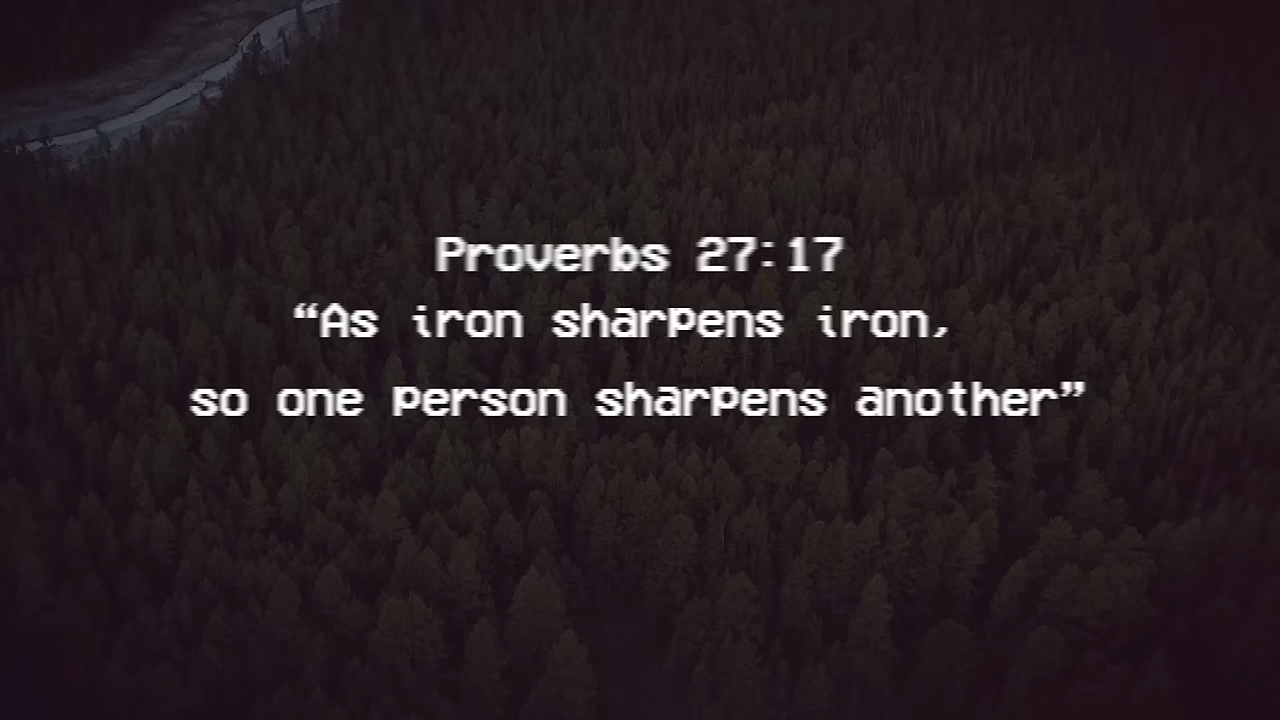 Proverbs 27:17
“As iron sharpens iron,
so one person sharpens another”